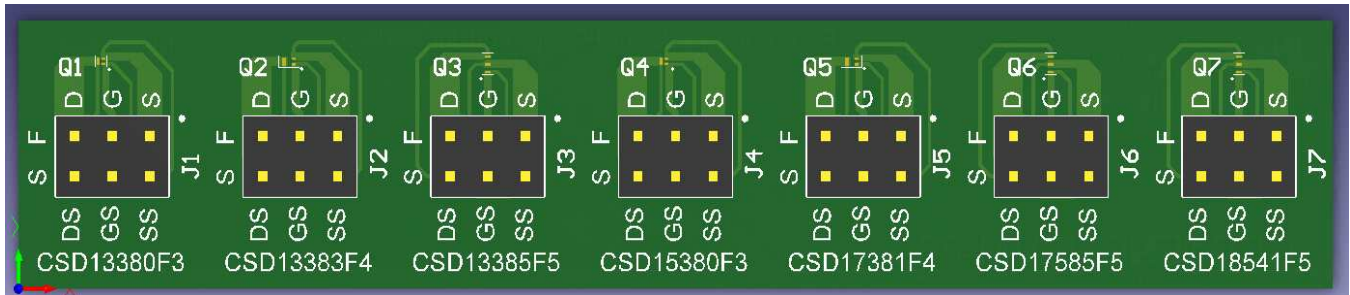 Q1 Q2 Q3 Q4 Q5 Q6 Q7
D G S D G S D G S D G S D G S D G S D G S
F F F F F F F
S J1 S J2 S J3 S J4 S J5 S J6 S J7
DS GS SS DS GS SS DS GS SS DS GS SS DS GS SS DS GS SS DS GS SS
CSD13380F3 CSD13383F4 CSD13385F5 CSD15380F3 CSD17381F4 CSD17585F5 CSD18541F5